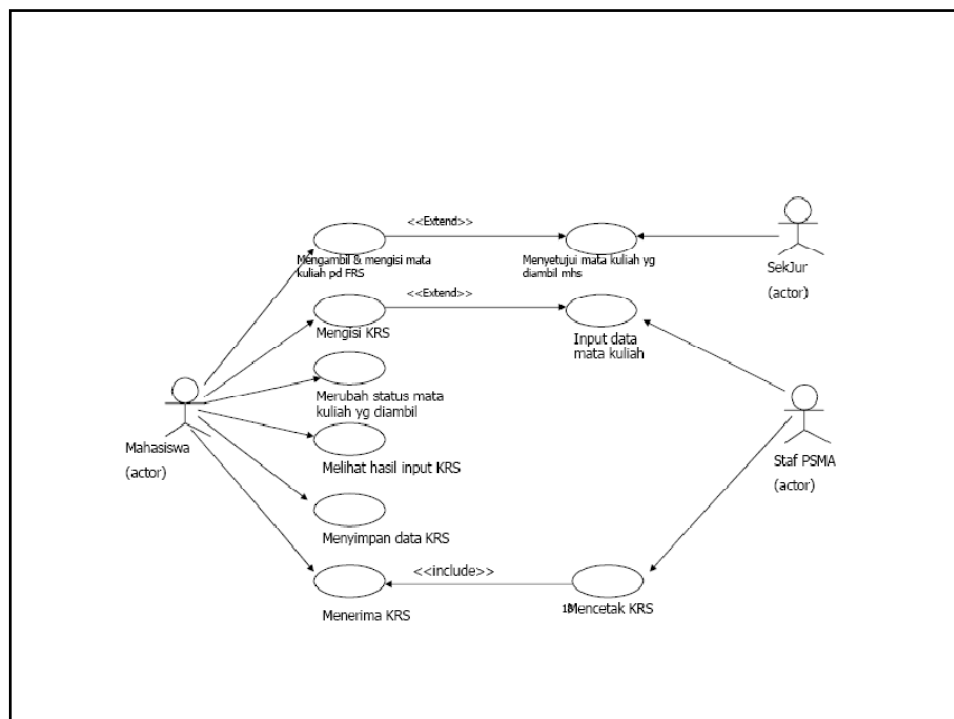 <<Extend>>
Mengambil & mengisi mata
kuliah pd FRS
Menyetujui mata kuliah yg
diambil mhs
SekJur
(actor)
<<Extend>>
Mengisi KRS
Input data
mata kuliah
Merubah status mata
kuliah yg diambil
Mahasiswa
(actor)
Melihat hasil input KRS
Staf PSMA
(actor)
Menyimpan data KRS
<<include>>
Menerima KRS
18
Mencetak KRS